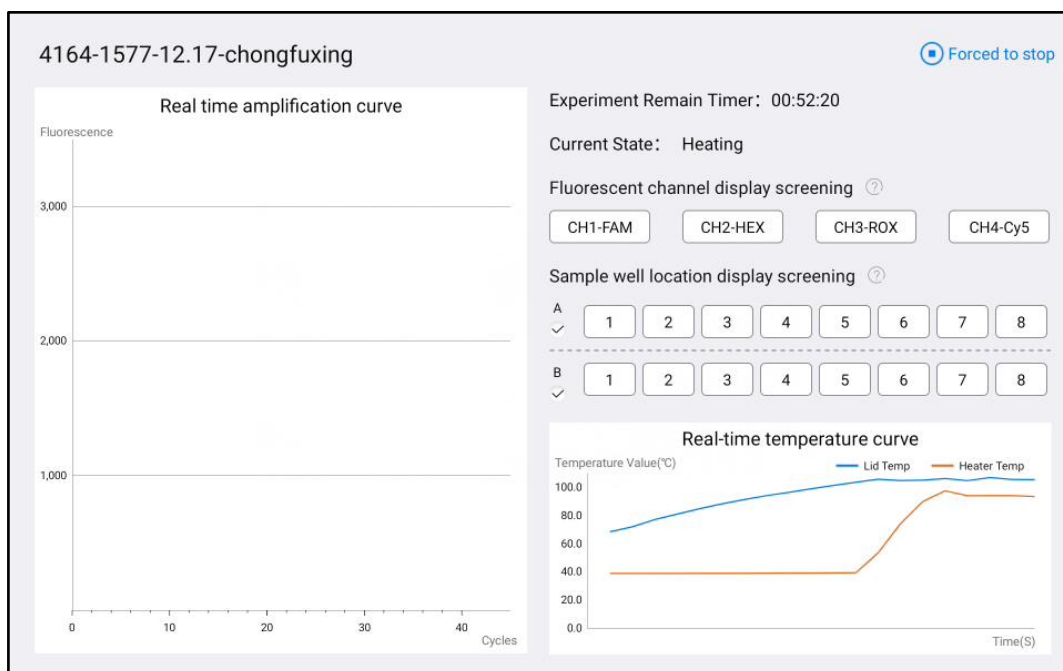 4164-1577-12.17-chongfuxing
Forced to stop
Real time amplification curve
Fluorescence
3,000
2,000
1,000
0 10 20 30 40
Cycles
Experiment Remain Timer: 00:52:20
Current State: Heating
Fluorescent channel display screening ?
CH1-FAM CH2-HEX CH3-ROX CH4-Cy5
Sample well location display screening ?
A
1 2 3 4 5 6 7 8
B
1 2 3 4 5 6 7 8
Real-time temperature curve
Temperature Value(℃)
Lid Temp Heater Temp
100.0
80.0
60.0
40.0
20.0
0.0
Time(S)